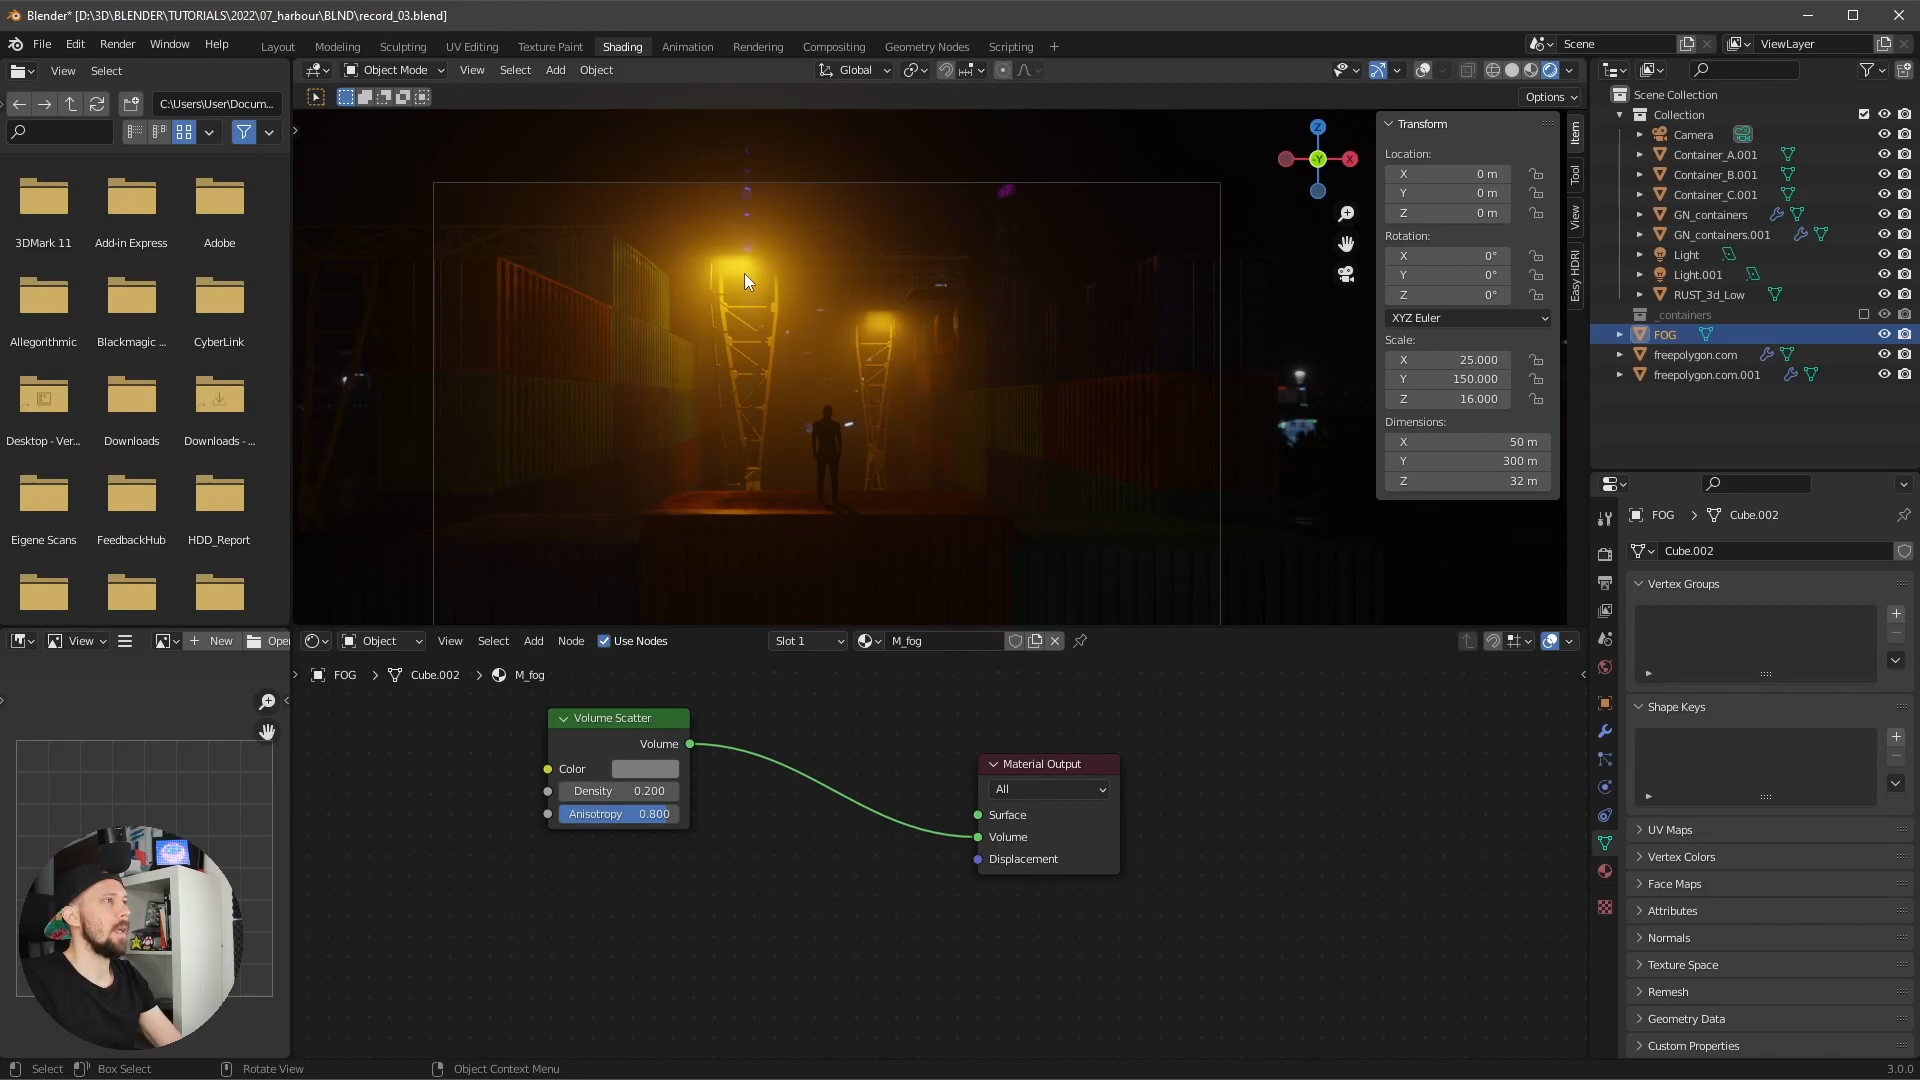 Blender* [D:\3D\BLENDER\TUTORIALS\2022\07_harbour\BLND\record_03.blend]
File Edit Render Window Help Layout Modeling Sculpting UV Editing Texture Paint Shading Animation Rendering Compositing Geometry Nodes Scripting Scene ViewLayer
View Select
Object Mode View Select Add Object Global
C:\Users\User\Docum...
Options
3DMark 11
Add-in Express
Adobe
Allegorithmic
Blackmagic ...
CyberLink
Desktop - Ver...
Downloads
Downloads - ...
Eigene Scans
FeedbackHub
HDD_Report
Z
X
-Y
Transform
Location:
X 0 m
Y 0 m
Z 0 m
Rotation:
X 0°
Y 0°
Z 0°
XYZ Euler
Scale:
X 25.000
Y 150.000
Z 16.000
Dimensions:
X 50 m
Y 300 m
Z 32 m
Item
Tool
View
Easy HDRI
Scene Collection
Collection
Camera
Container_A.001
Container_B.001
Container_C.001
GN_containers
GN_containers.001
Light
Light.001
RUST_3d_Low
_containers
FOG
freepolygon.com
freepolygon.com.001
FOG Cube.002
Cube.002
Vertex Groups
Shape Keys
UV Maps
Vertex Colors
Face Maps
Attributes
Normals
Texture Space
Remesh
Geometry Data
Custom Properties
View New Ope
Object View Select Add Node Use Nodes Slot 1 M_fog
FOG Cube.002 M_fog
Volume Scatter
Volume
Color
Density 0.200
Anisotropy 0.800
Material Output
All
Surface
Volume
Displacement
Select Box Select Rotate View Object Context Menu 3.0.0